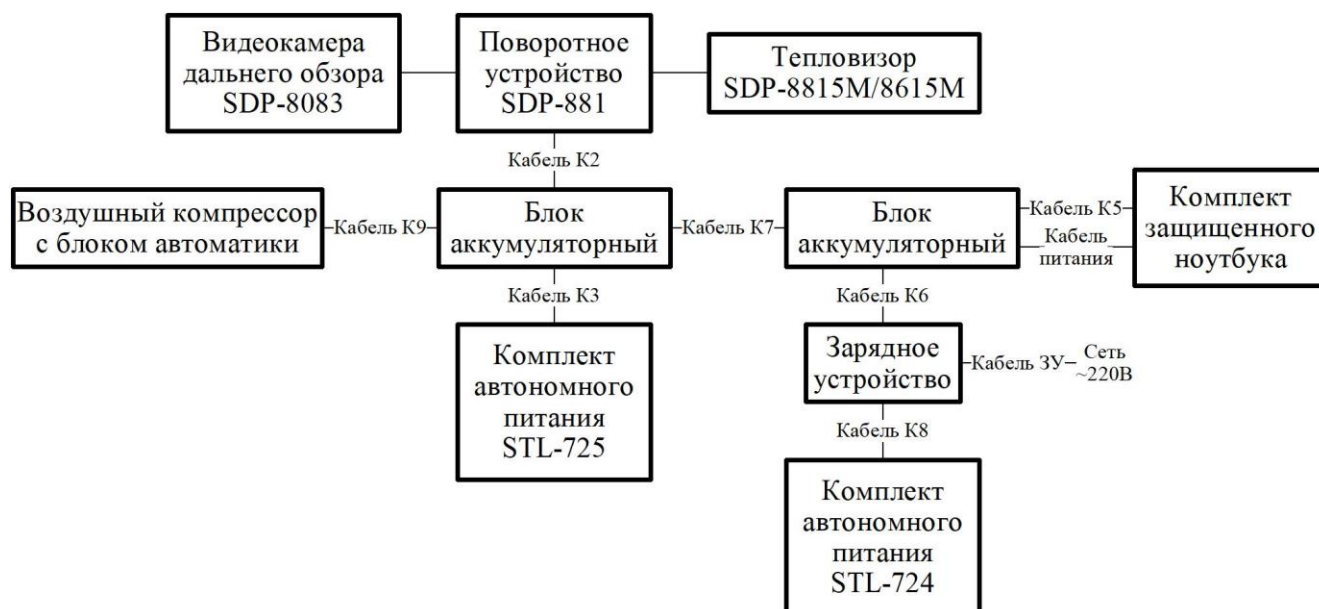 Видеокамера
дальнего обзора
SDP-8083
Поворотное
устройство
SDP-881
Тепловизор
SDP-8815M/8615M
Кабель К2
Воздушный компрессор
с блоком автоматики
Кабель К9
Блок
аккумуляторный
Кабель К7
Блок
аккумуляторный
Кабель К5
Кабель
питания
Комплект
защищенного
ноутбука
Кабель К3
Кабель К6
Комплект
автономного
питания
STL-725
Зарядное
устройство
Кабель ЗУ
Сеть
~220В
Кабель К8
Комплект
автономного
питания
STL-724